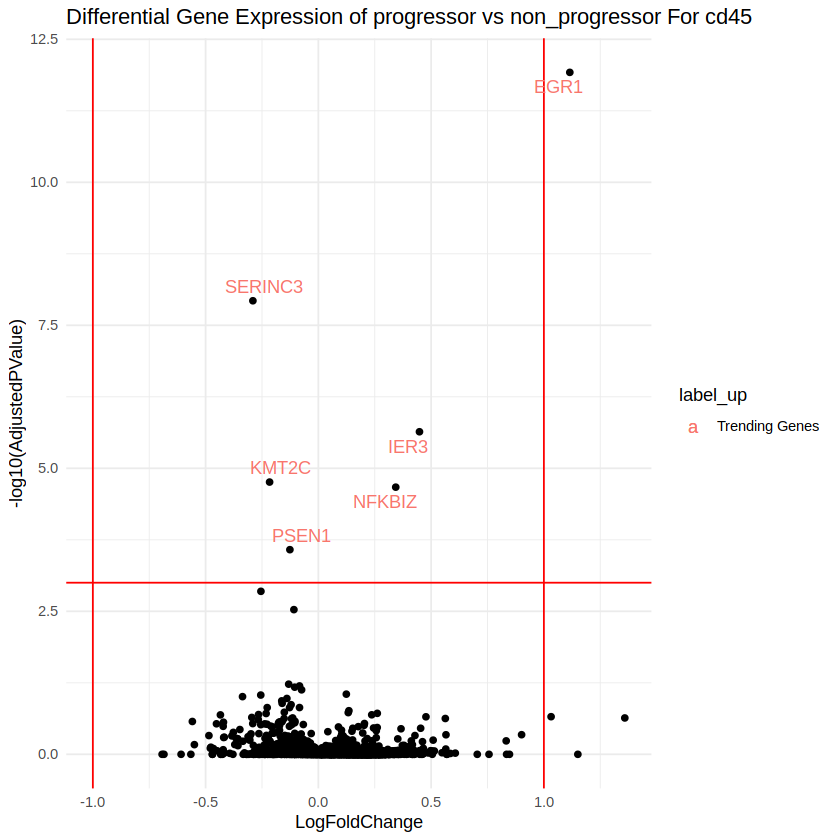 Differential Gene Expression of progressor vs non_progressor For cd45
12.5
EGR1
10.0
SERINC3
7.5
-log10(AdjustedPValue)
label_up
a Trending Genes
IER3
KMT2C
5.0
NFKBIZ
PSEN1
2.5
0.0
-1.0 -0.5 0.0 0.5 1.0
LogFoldChange